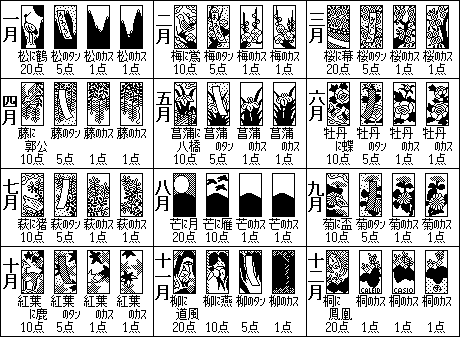 一月
松に鶴 松のタン 松のカス 松のカス
20点 5点 1点 1点
二月
梅に鴬 梅のタン 梅のカス 梅のカス
10点 5点 1点 1点
三月
桜に幕 桜のタン 桜のカス 桜のカス
20点 5点 1点 1点
四月
藤に 藤のタン 藤のカス 藤のカス
郭公
10点 5点 1点 1点
五月
菖蒲に 菖蒲 菖蒲 菖蒲
八橋 のタン のカス のカス
10点 5点 1点 1点
六月
牡丹 牡丹 牡丹 牡丹
に蝶 のタン のカス のカス
10点 5点 1点 1点
七月
萩に猪 萩のタン 萩のカス 萩のカス
10点 5点 1点 1点
八月
芒に月 芒に雁 芒のカス 芒のカス
20点 10点 1点 1点
九月
菊に盃 菊のタン 菊のカス 菊のカス
10点 5点 1点 1点
十月
紅葉 紅葉 紅葉 紅葉
に鹿 のタン のカス のカス
10点 5点 1点 1点
十一月
柳に 柳に燕 柳のタン 柳のカス
道風
20点 10点 5点 1点
十二月
CALEID CASIO
桐に 桐のカス 桐のカス 桐のカス
鳳凰
20点 1点 1点 1点